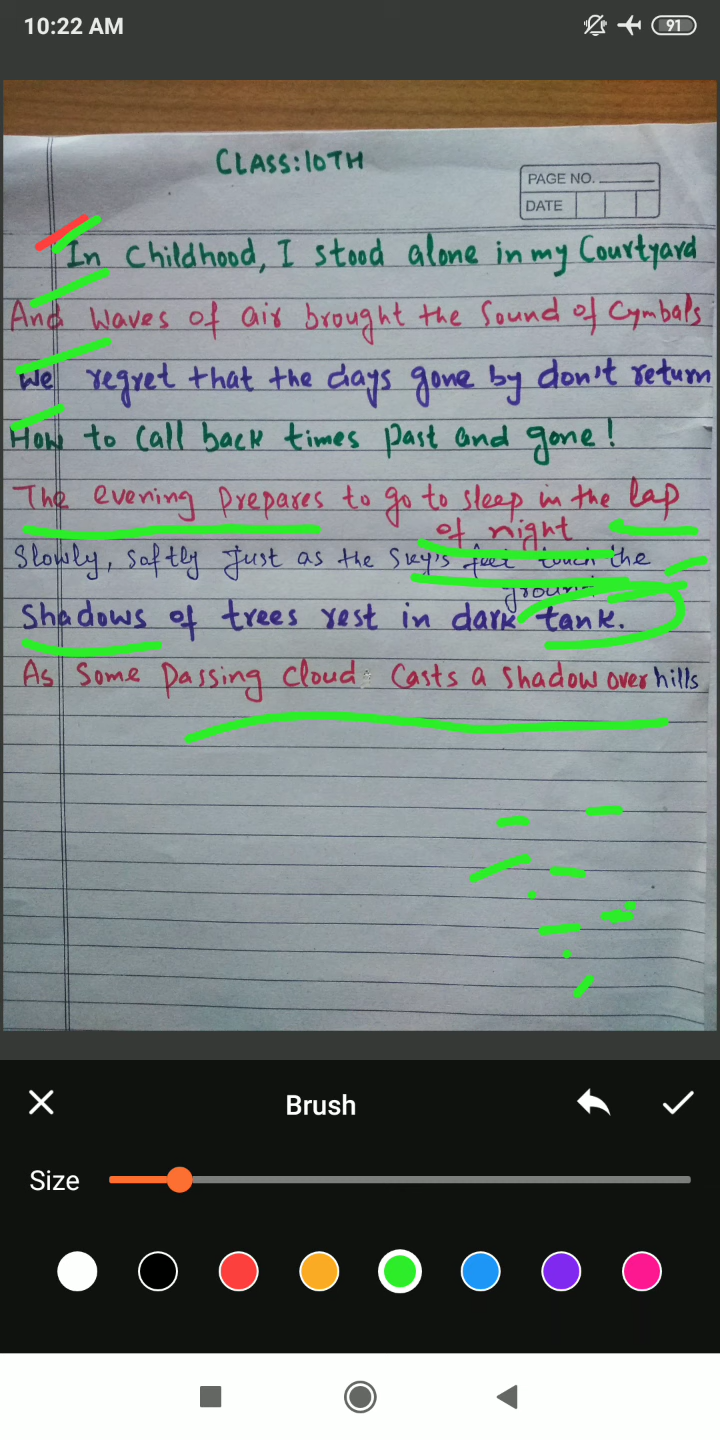 10:22 AM
91
CLASS:10TH
PAGE NO.
DATE
In Childhood, I stood alone in my Courtyard
And Waves of air brought the Sound of Cymbals
We regret that the days gone by don't return
How to Call back times Past and gone!
The evening Prepares to go to sleep in the lap
of night
Slowly, softly Just as the Sky's feet touch the
ground
Shadows of trees rest in dark tank.
As Some Passing Cloud Casts a Shadow over hills
Brush
Size